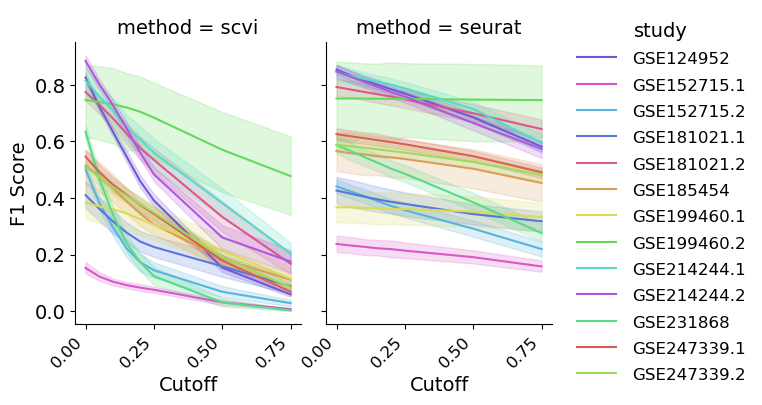 method = scvi
method = seurat
study
GSE124952
GSE152715.1
GSE152715.2
GSE181021.1
GSE181021.2
GSE185454
GSE199460.1
GSE199460.2
GSE214244.1
GSE214244.2
GSE231868
GSE247339.1
GSE247339.2
F1 Score
0.8
0.6
0.4
0.2
0.0
0.00
0.25
0.50
0.75
0.00
0.25
0.50
0.75
Cutoff
Cutoff